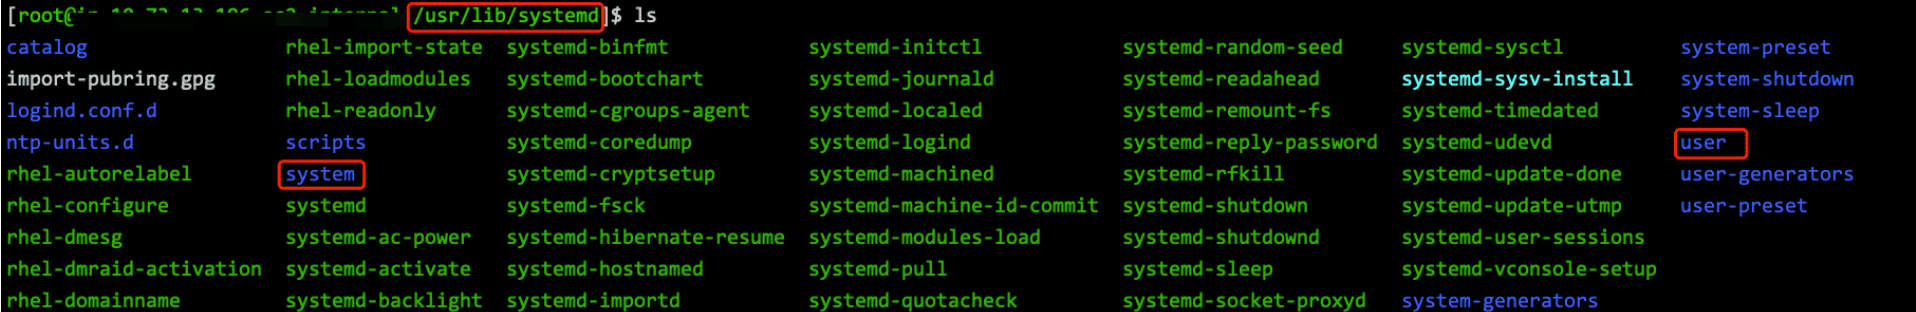 [root@ /usr/lib/systemd]$ ls
catalog rhel-import-state systemd-binfmt systemd-initctl systemd-random-seed systemd-sysctl system-preset
import-pubring.gpg rhel-loadmodules systemd-bootchart systemd-journald systemd-readahead systemd-sysv-install system-shutdown
logind.conf.d rhel-readonly systemd-cgroups-agent systemd-localed systemd-remount-fs systemd-timedated system-sleep
ntp-units.d scripts systemd-coredump systemd-logind systemd-reply-password systemd-udevd user
rhel-autorelabel system systemd-cryptsetup systemd-machined systemd-rfkill systemd-update-done user-generators
rhel-configure systemd systemd-fsck systemd-machine-id-commit systemd-shutdown systemd-update-utmp user-preset
rhel-dmesg systemd-ac-power systemd-hibernate-resume systemd-modules-load systemd-shutdownd systemd-user-sessions
rhel-dmraid-activation systemd-activate systemd-hostnamed systemd-pull systemd-sleep systemd-vconsole-setup
rhel-domainname systemd-backlight systemd-importd systemd-quotacheck systemd-socket-proxyd system-generators